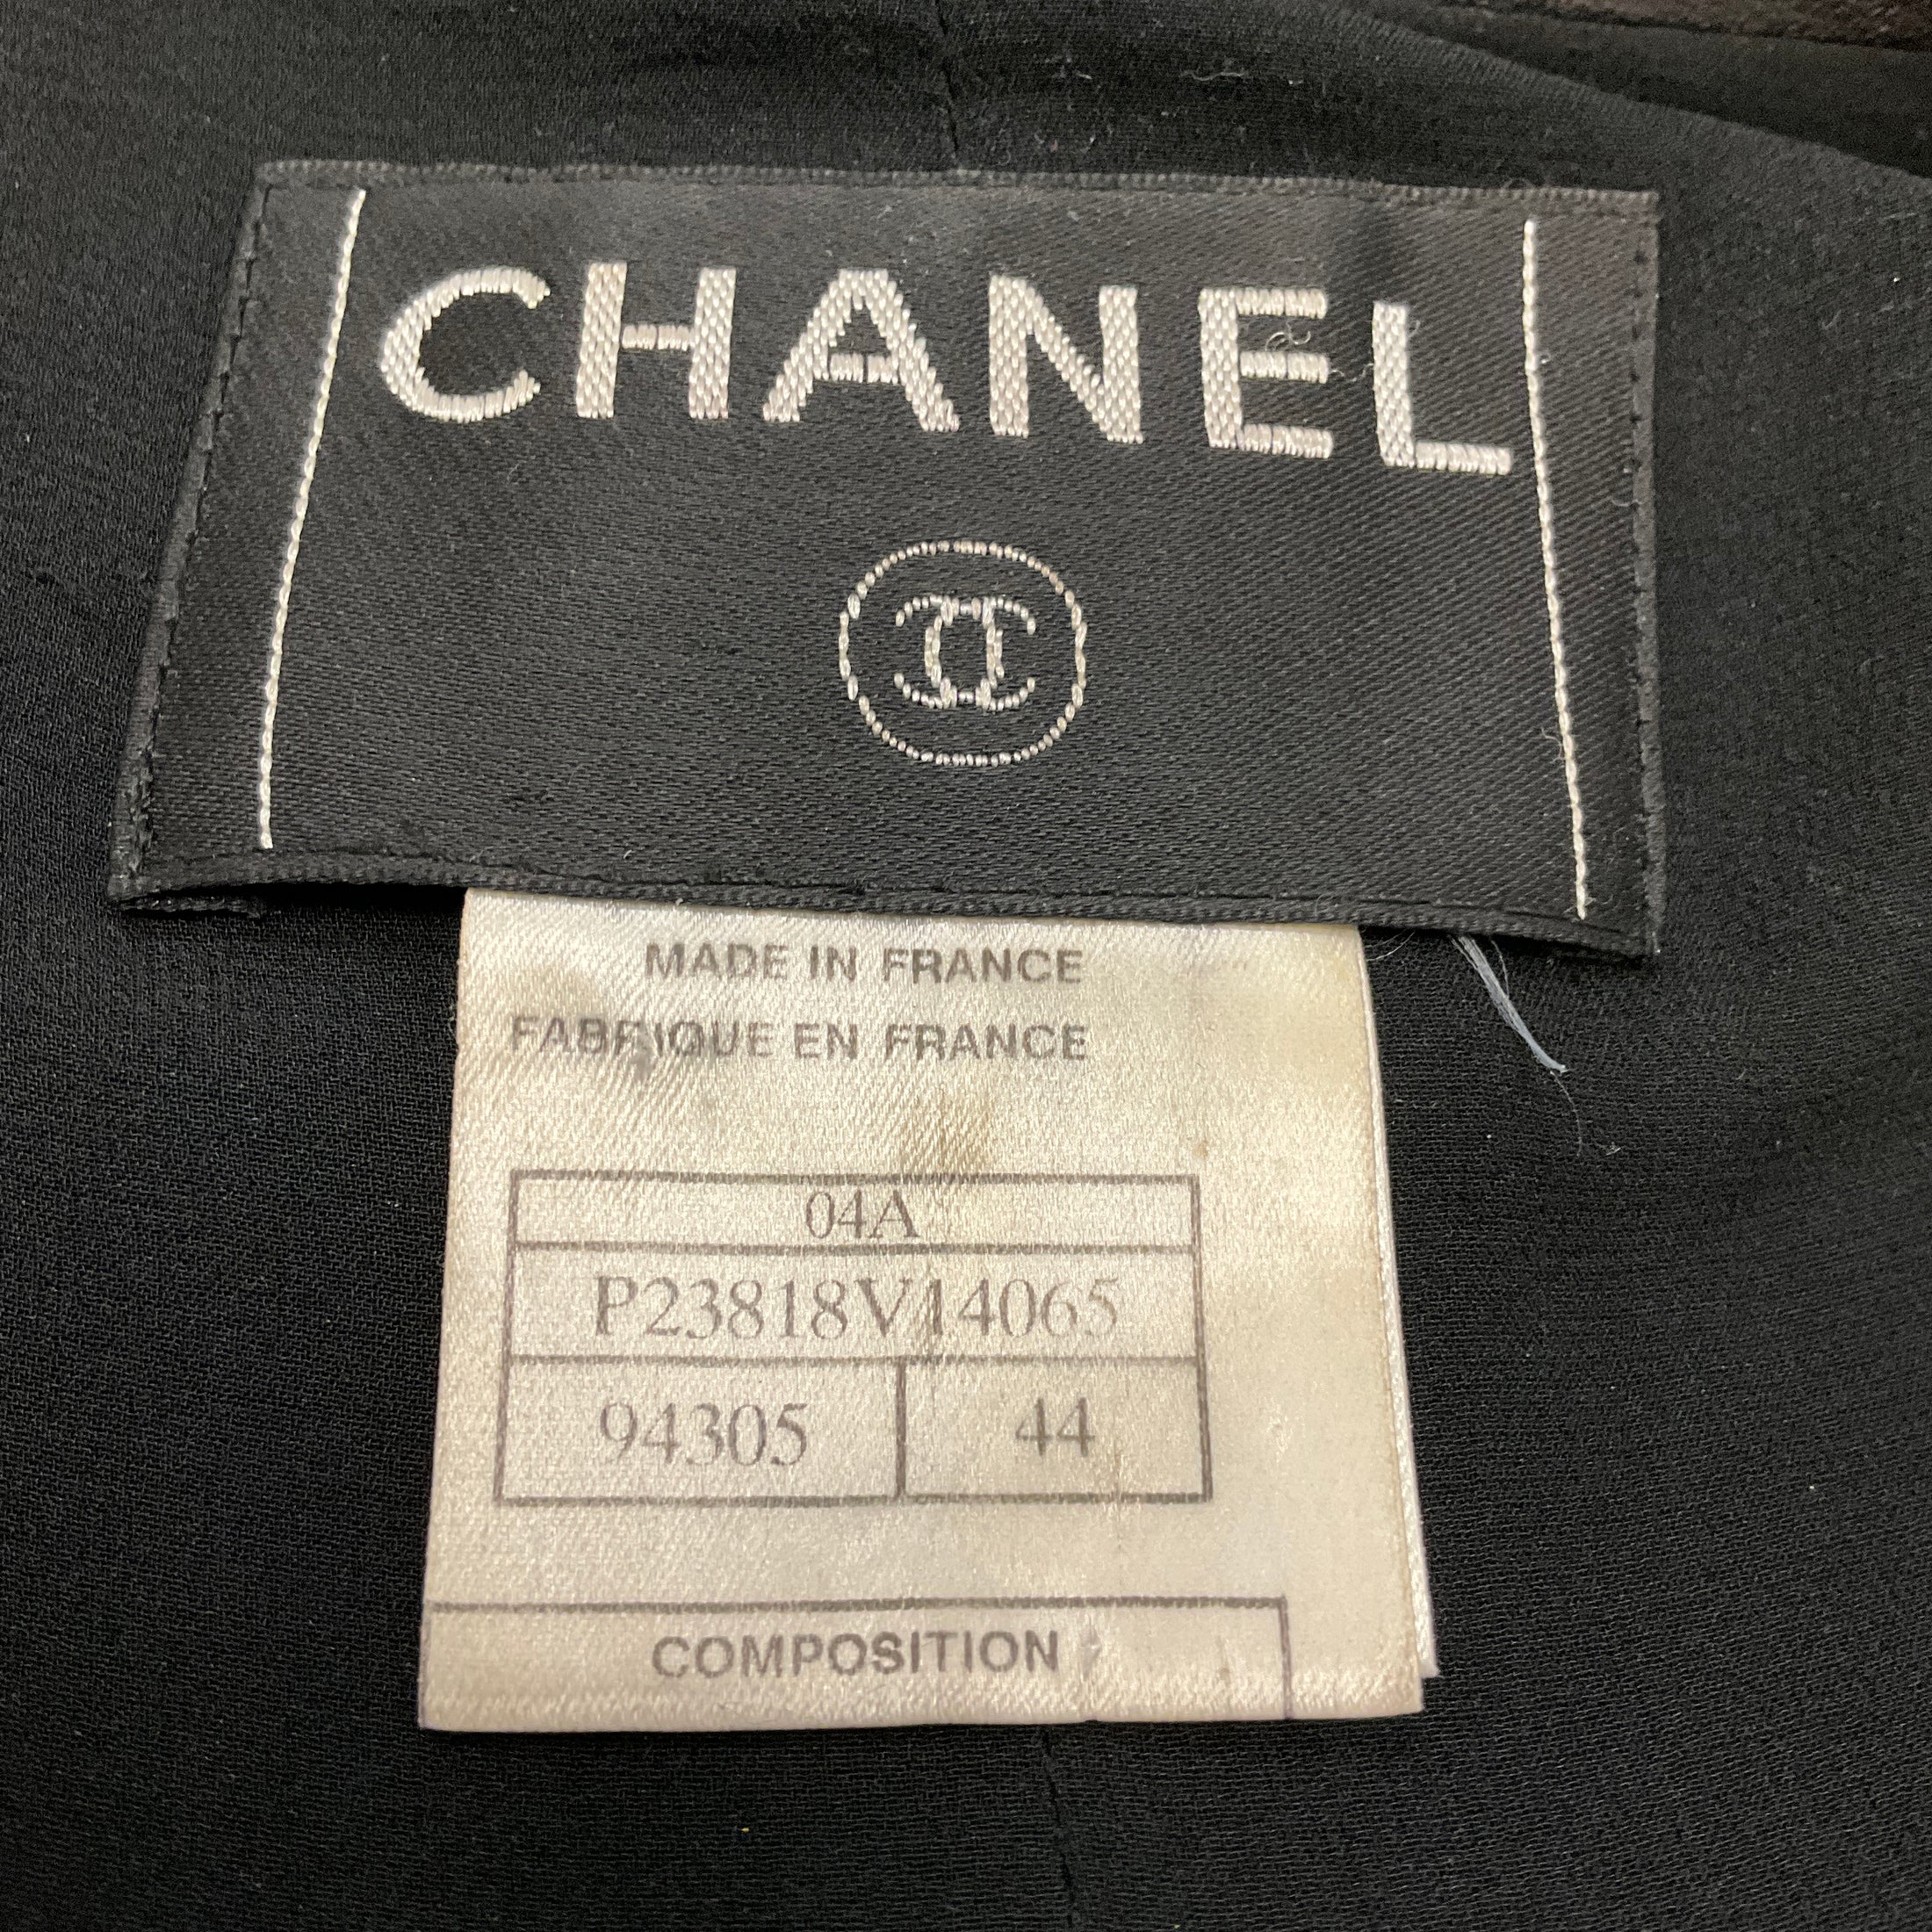 CHANEL
MADE IN FRANCE
FABRIQUE EN FRANCE
04A
P23818V14065
94305 44
COMPOSITION